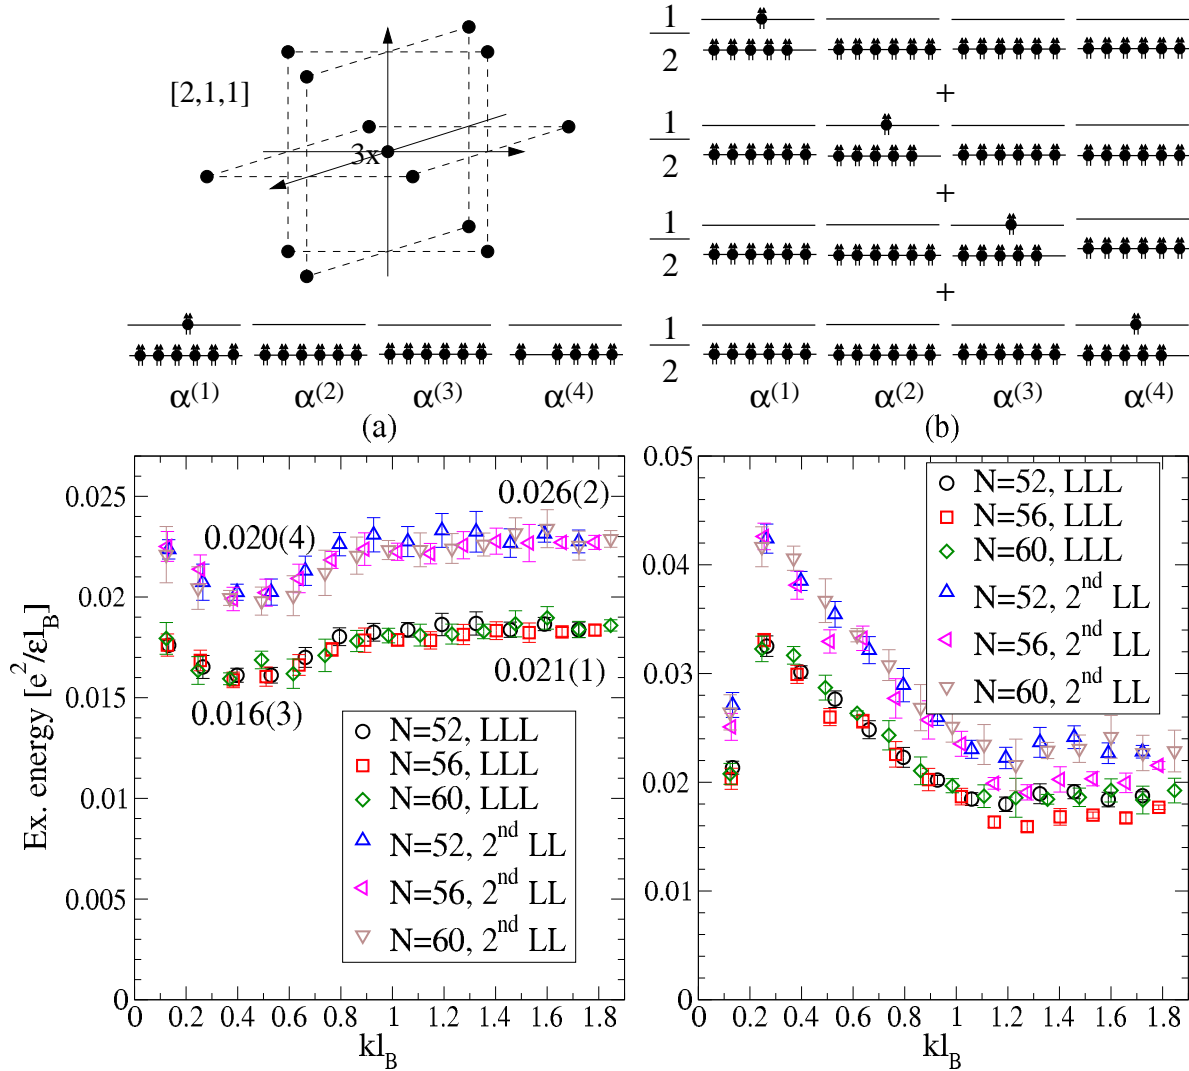 [2,1,1]
3x
α(1) α(2) α(3) α(4)
(a)
1
2
+
1
2
+
1
2
+
1
2
α(1) α(2) α(3) α(4)
(b)
Ex. energy [e²/εl_B]
0.025
0.02
0.015
0.01
0.005
0
0.026(2)
0.020(4)
0.021(1)
0.016(3)
N=52, LLL
N=56, LLL
N=60, LLL
N=52, 2nd LL
N=56, 2nd LL
N=60, 2nd LL
0 0.2 0.4 0.6 0.8 1 1.2 1.4 1.6 1.8
kl_B
0.05
0.04
0.03
0.02
0.01
0
N=52, LLL
N=56, LLL
N=60, LLL
N=52, 2nd LL
N=56, 2nd LL
N=60, 2nd LL
0 0.2 0.4 0.6 0.8 1 1.2 1.4 1.6 1.8
kl_B